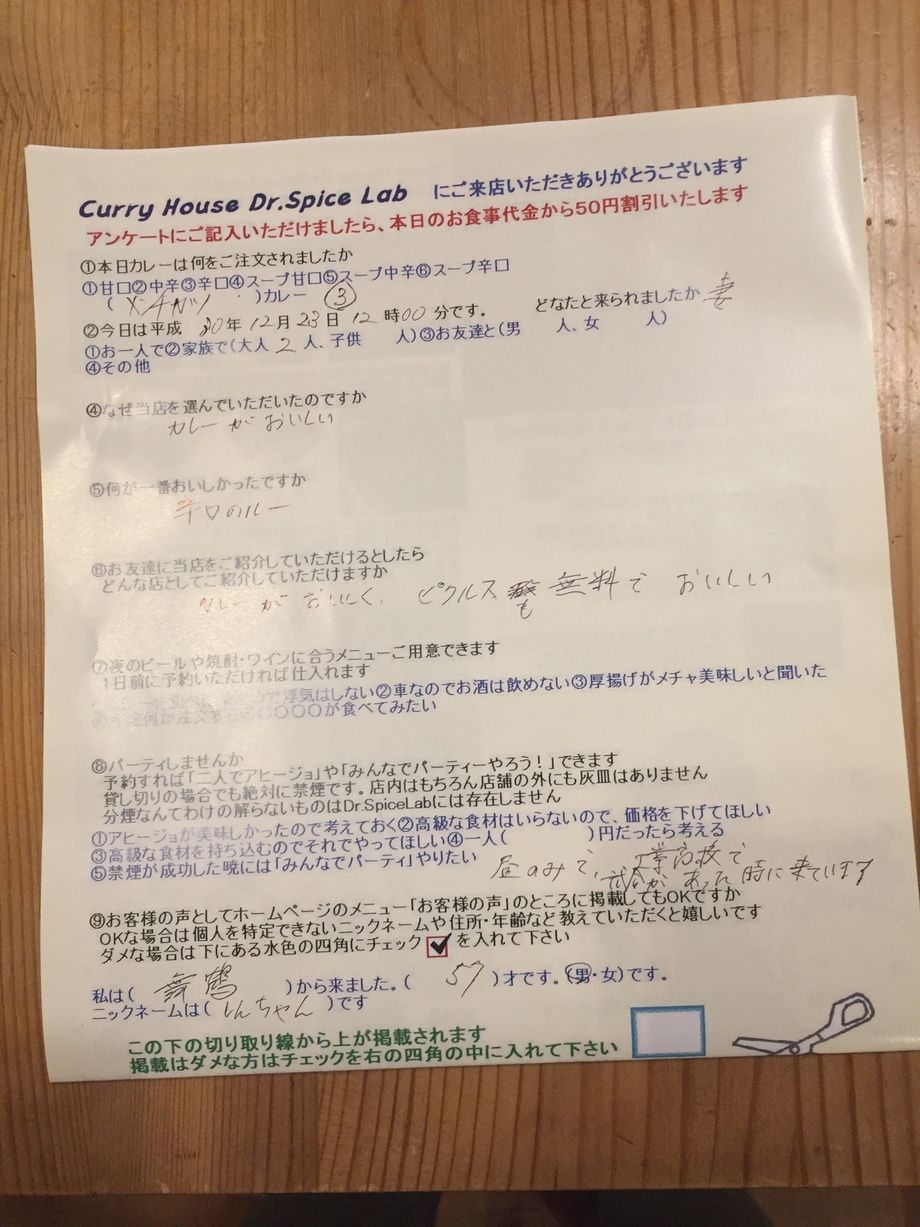 Curry House Dr.Spice Lab にご来店いただきありがとうございます
アンケートにご記入いただけましたら、本日のお食事代金から50円割引いたします
①本日カレーは何をご注文されましたか
①甘口②中辛③辛口④スープ甘口⑤スープ中辛⑥スープ辛口
(メンチカツ)カレー ③
②今日は平成30年12月23日12時00分です。 どなたと来られましたか 妻
①お一人で②家族で(大人 2 人、子供 人)③お友達と(男 人、女 人)
④その他
④なぜ当店を選んでいただいたのですか
カレーがおいしい
⑤何が一番おいしかったですか
辛口のルー
⑥お友達に当店をご紹介していただけるとしたら
どんな店としてご紹介していただけますか
カレーがおいしく、ピクルスも無料でおいしい
⑦夜のビールや焼酎・ワインに合うメニューご用意できます
1日前に予約いただければ仕入れます
で浮気はしない②車なのでお酒は飲めない③厚揚げがメチャ美味しいと聞いた
〇〇〇〇が食べてみたい
⑧パーティしませんか
予約すれば「二人でアヒージョ」や「みんなでパーティーやろう!」できます
貸し切りの場合でも絶対に禁煙です。店内はもちろん店舗の外にも灰皿はありません
分煙なんてわけの解らないものはDr.SpiceLabには存在しません
①アヒージョが美味しかったので考えておく②高級な食材はいらないので、価格を下げてほしい
③高級な食材を持ち込むのでそれでやってほしい④一人( )円だったら考える
⑤禁煙が成功した暁には「みんなでパーティ」やりたい
昼のみで、高校で
試合があった時に来ています
⑨お客様の声としてホームページのメニュー「お客様の声」のところに掲載してもOKですか
OKな場合は個人を特定できないニックネームや住所・年齢など教えていただくと嬉しいです
ダメな場合は下にある水色の四角にチェック を入れて下さい
私は(舞鶴)から来ました。(57)才です。(男・女)です。
ニックネームは(しんちゃん)です
この下の切り取り線から上が掲載されます
掲載はダメな方はチェックを右の四角の中に入れて下さい